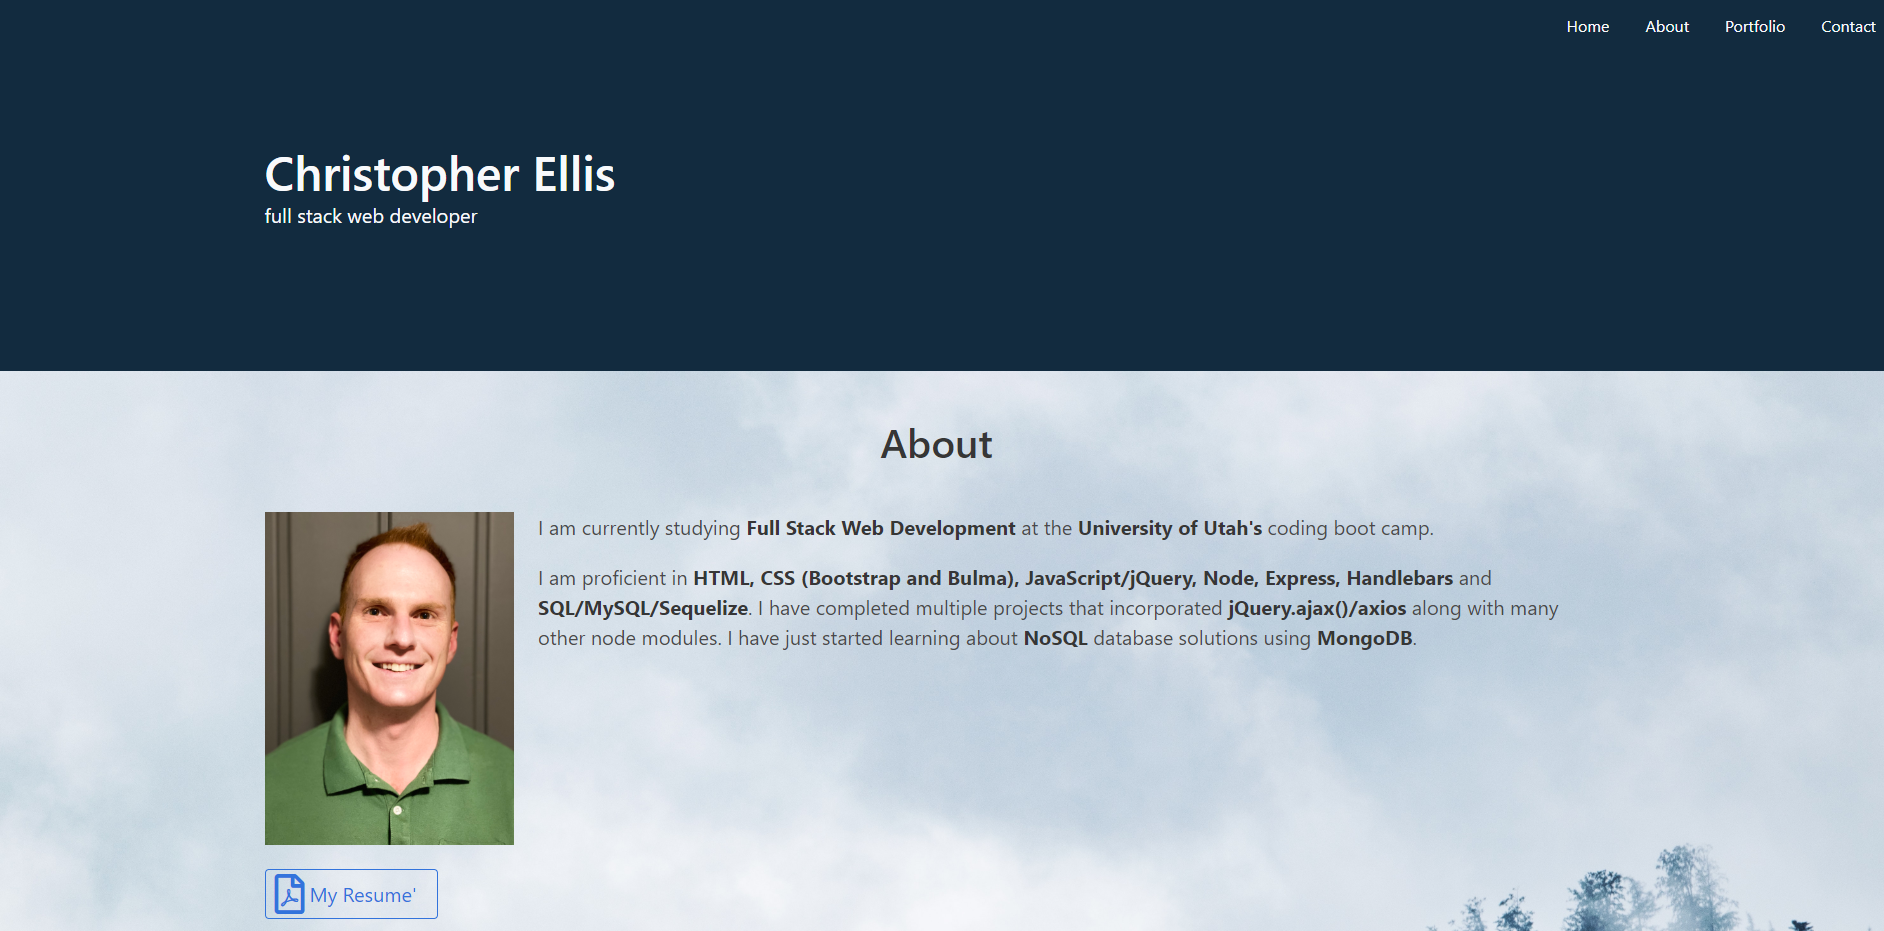 Home About Portfolio Contact
Christopher Ellis
full stack web developer
About
I am currently studying Full Stack Web Development at the University of Utah's coding boot camp.
I am proficient in HTML, CSS (Bootstrap and Bulma), JavaScript/jQuery, Node, Express, Handlebars and
SQL/MySQL/Sequelize. I have completed multiple projects that incorporated jQuery.ajax()/axios along with many
other node modules. I have just started learning about NoSQL database solutions using MongoDB.
My Resume'